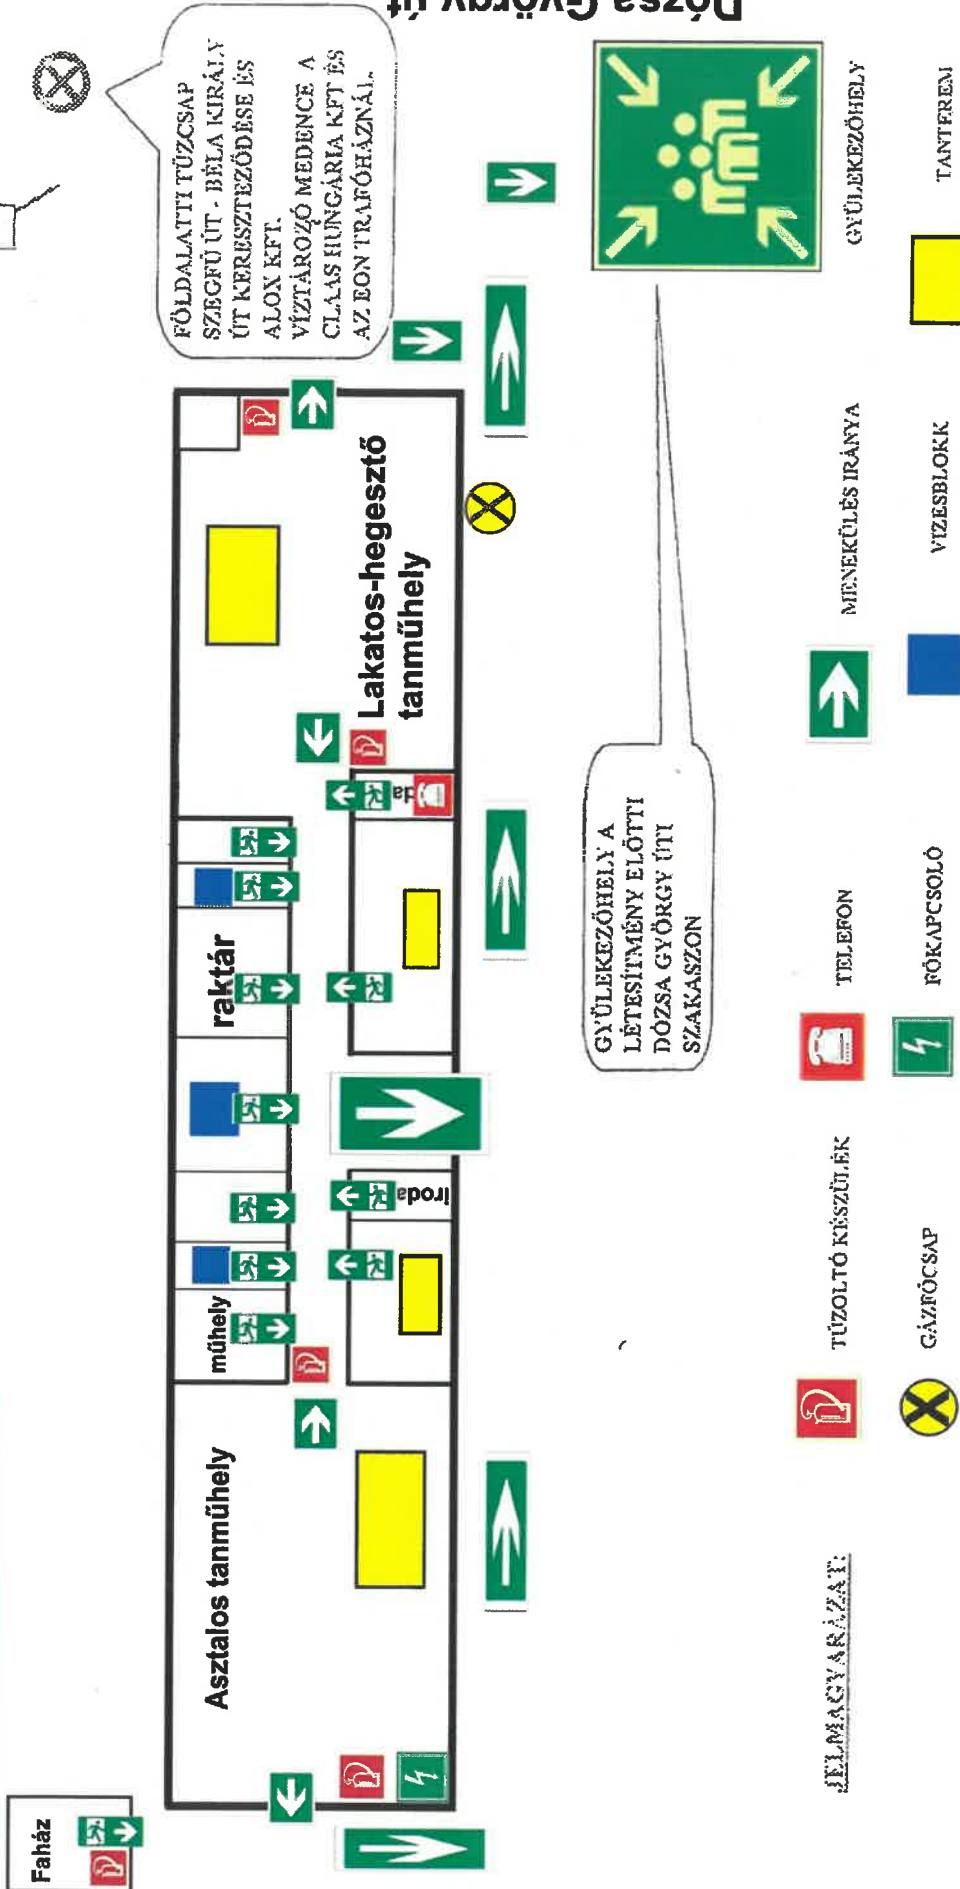 Dózsa György út
FÖLDALATTI TŰZCSAP
SZEGFŰ ÚT - BÉLA KIRÁLY
ÚT KERESZTEZŐDÉSE ÉS
ALOX KFT.
VÍZTÁROZÓ MEDENCE A
CLAAS HUNGÁRIA KFT ÉS
AZ EON TRAFÓHÁZNÁL.
Faház
Asztalos tanműhely
műhely
raktár
iroda
da
Lakatos-hegesztő
tanműhely
GYÜLEKEZŐHELY A
LÉTESÍTMÉNY ELŐTTI
DÓZSA GYÖRGY ÚTI
SZAKASZON
JELMAGYARÁZAT:
TŰZOLTÓ KÉSZÜLÉK
TELEFON
MENEKÜLÉS IRÁNYA
GYÜLEKEZŐHELY
GÁZFŐCSAP
FŐKAPCSOLÓ
VIZESBLOKK
TANTEREM